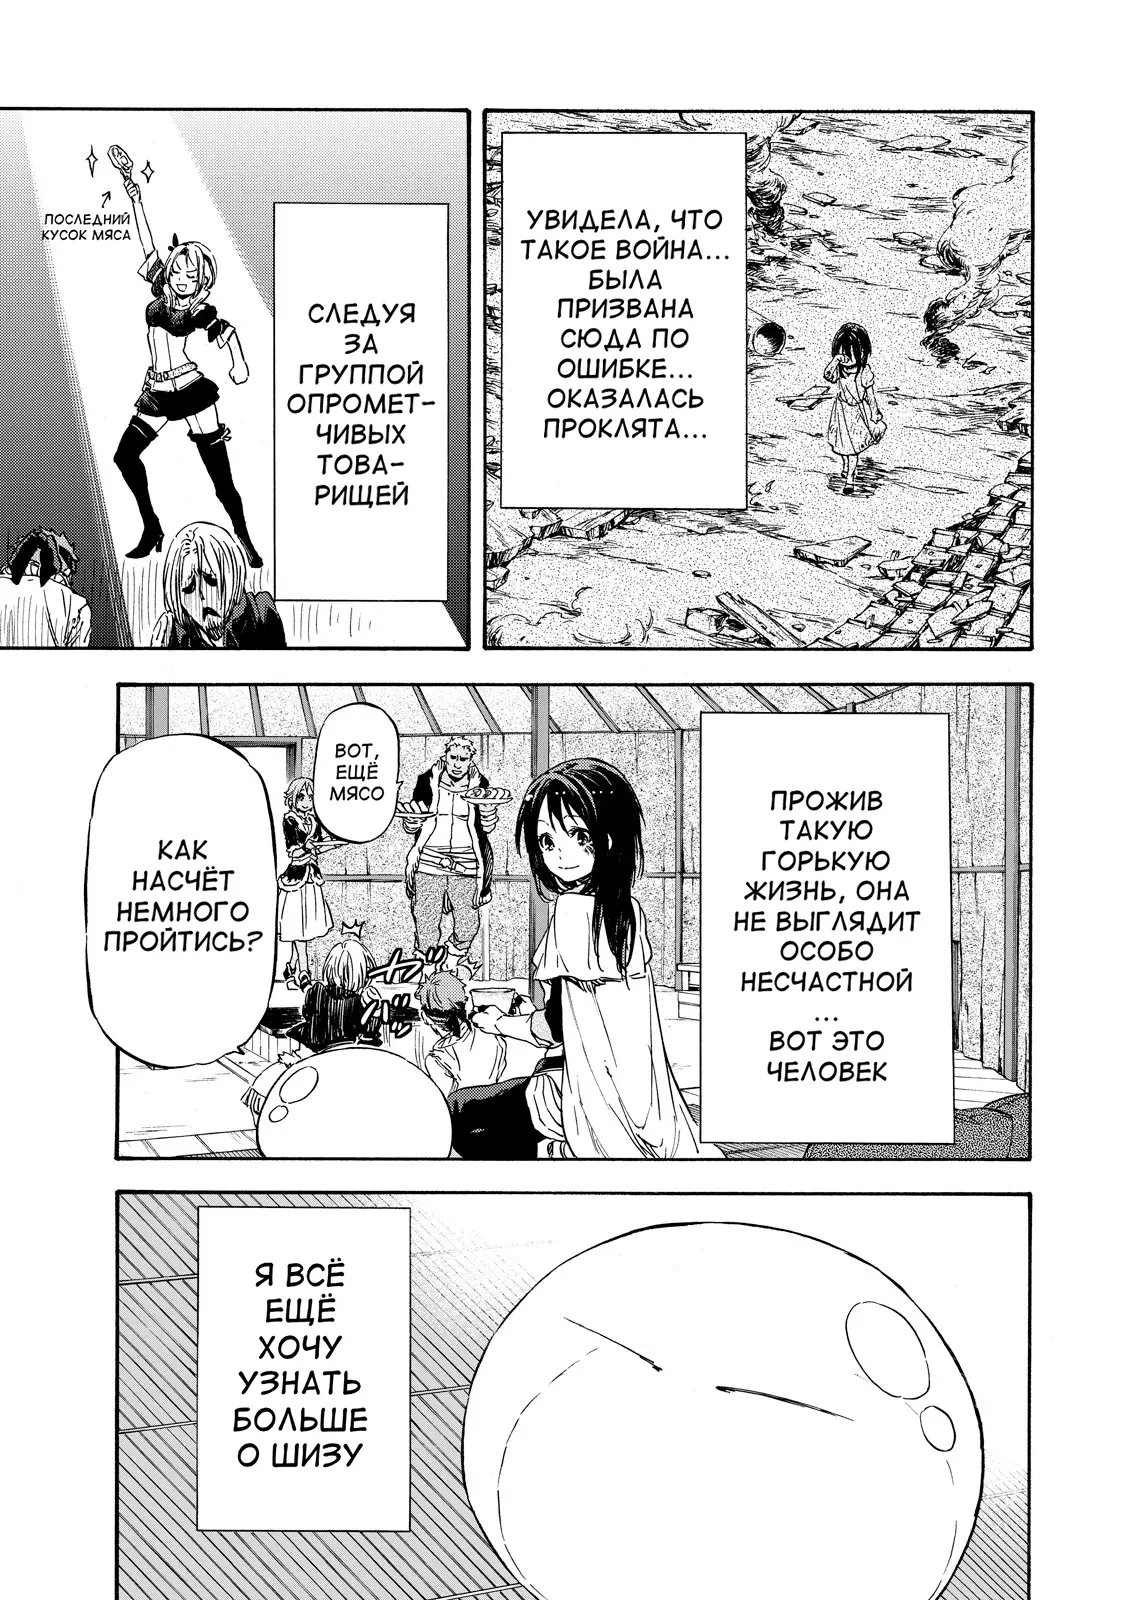 УВИДЕЛА, ЧТО
ТАКОЕ ВОЙНА...
БЫЛА
ПРИЗВАНА
СЮДА ПО
ОШИБКЕ...
ОКАЗАЛАСЬ
ПРОКЛЯТА...
ПОСЛЕДНИЙ
КУСОК МЯСА
СЛЕДУЯ
ЗА
ГРУППОЙ
ОПРОМЕТ-
ЧИВЫХ
ТОВА-
РИЩЕЙ
ПРОЖИВ
ТАКУЮ
ГОРЬКУЮ
ЖИЗНЬ, ОНА
НЕ ВЫГЛЯДИТ
ОСОБО
НЕСЧАСТНОЙ
...
ВОТ ЭТО
ЧЕЛОВЕК
ВОТ,
ЕЩЁ
МЯСО
КАК
НАСЧЁТ
НЕМНОГО
ПРОЙТИСЬ?
Я ВСЁ
ЕЩЁ
ХОЧУ
УЗНАТЬ
БОЛЬШЕ
О ШИЗУ